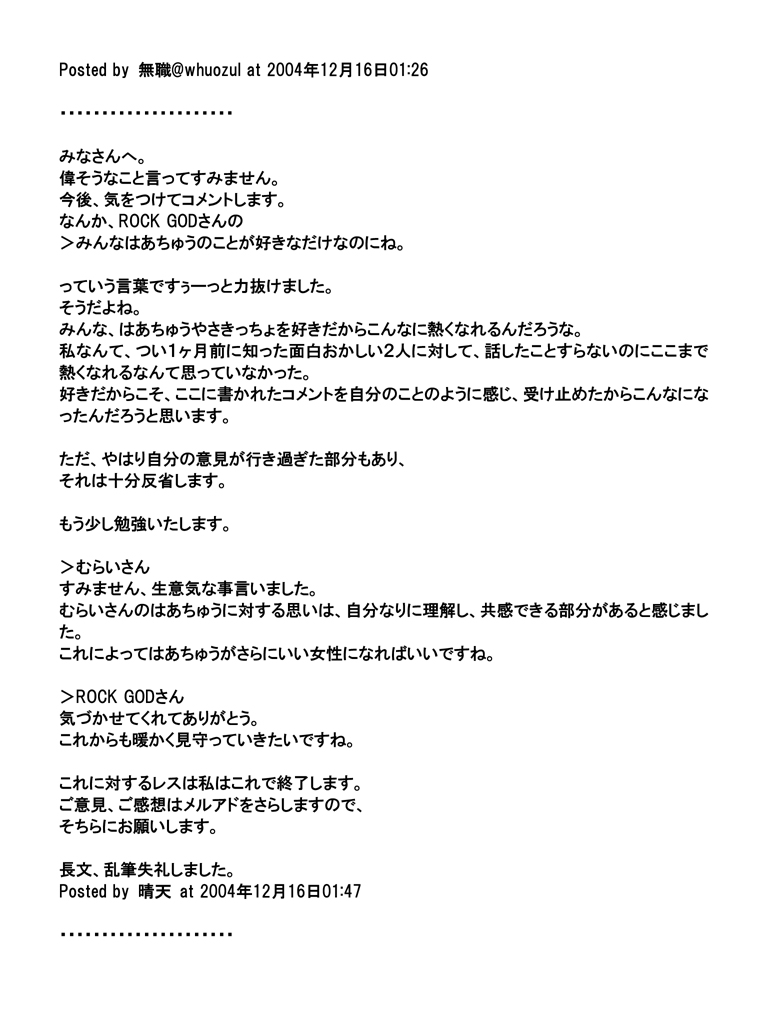 Posted by 無職@whuozul at 2004年12月16日01:26
・・・・・・・・・・・・・・・・・・・・・
みなさんへ。
偉そうなこと言ってすみません。
今後、気をつけてコメントします。
なんか、ROCK GODさんの
＞みんなはあちゅうのことが好きなだけなのにね。
っていう言葉ですぅーっと力抜けました。
そうだよね。
みんな、はあちゅうやさきっちょを好きだからこんなに熱くなれるんだろうな。
私なんて、つい１ヶ月前に知った面白おかしい２人に対して、話したことすらないのにここまで
熱くなれるなんて思っていなかった。
好きだからこそ、ここに書かれたコメントを自分のことのように感じ、受け止めたからこんなにな
ったんだろうと思います。
ただ、やはり自分の意見が行き過ぎた部分もあり、
それは十分反省します。
もう少し勉強いたします。
＞むらいさん
すみません、生意気な事言いました。
むらいさんのはあちゅうに対する思いは、自分なりに理解し、共感できる部分があると感じまし
た。
これによってはあちゅうがさらにいい女性になればいいですね。
＞ROCK GODさん
気づかせてくれてありがとう。
これからも暖かく見守っていきたいですね。
これに対するレスは私はこれで終了します。
ご意見、ご感想はメルアドをさらしますので、
そちらにお願いします。
長文、乱筆失礼しました。
Posted by 晴天 at 2004年12月16日01:47
・・・・・・・・・・・・・・・・・・・・・